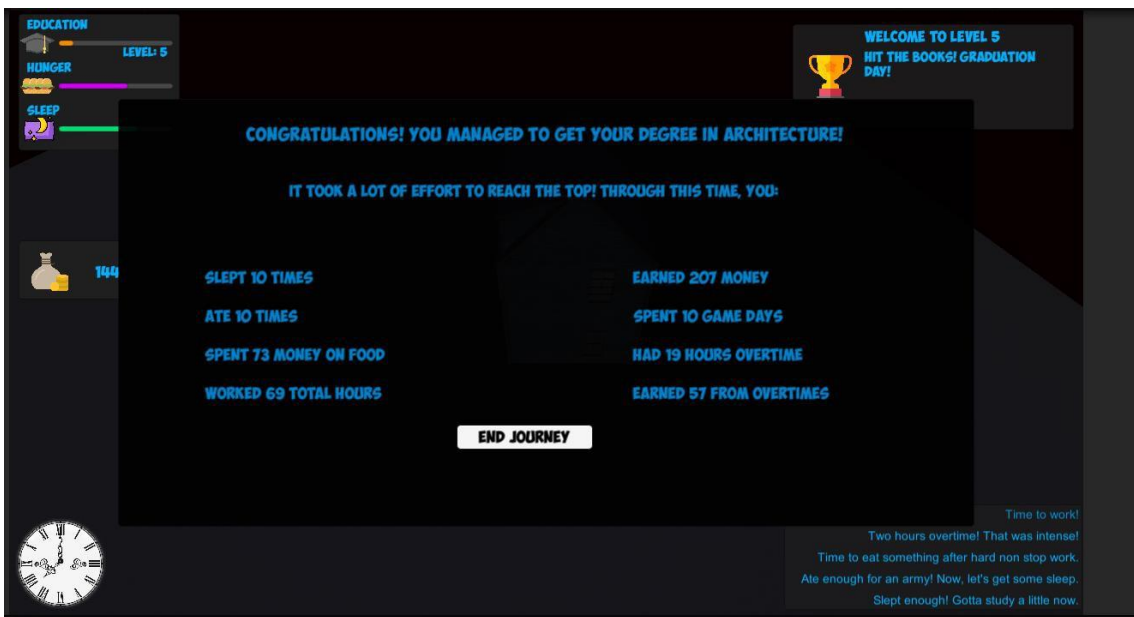 EDUCATION
LEVEL: 5
HUNGER
SLEEP
144
WELCOME TO LEVEL 5
HIT THE BOOKS! GRADUATION
DAY!
CONGRATULATIONS! YOU MANAGED TO GET YOUR DEGREE IN ARCHITECTURE!
IT TOOK A LOT OF EFFORT TO REACH THE TOP! THROUGH THIS TIME, YOU:
SLEPT 10 TIMES
ATE 10 TIMES
SPENT 73 MONEY ON FOOD
WORKED 69 TOTAL HOURS
EARNED 207 MONEY
SPENT 10 GAME DAYS
HAD 19 HOURS OVERTIME
EARNED 57 FROM OVERTIMES
END JOURNEY
Time to work!
Two hours overtime! That was intense!
Time to eat something after hard non stop work.
Ate enough for an army! Now, let's get some sleep.
Slept enough! Gotta study a little now.